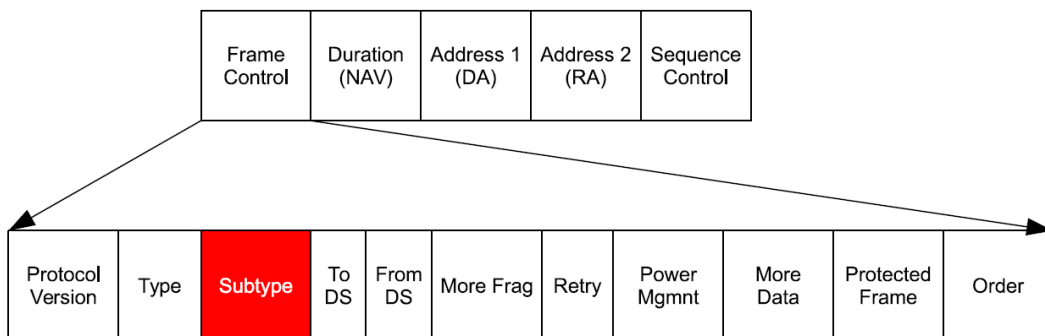 Frame
Control
Duration
(NAV)
Address 1
(DA)
Address 2
(RA)
Sequence
Control
Protocol
Version
Type
Subtype
To
DS
From
DS
More Frag
Retry
Power
Mgmnt
More
Data
Protected
Frame
Order